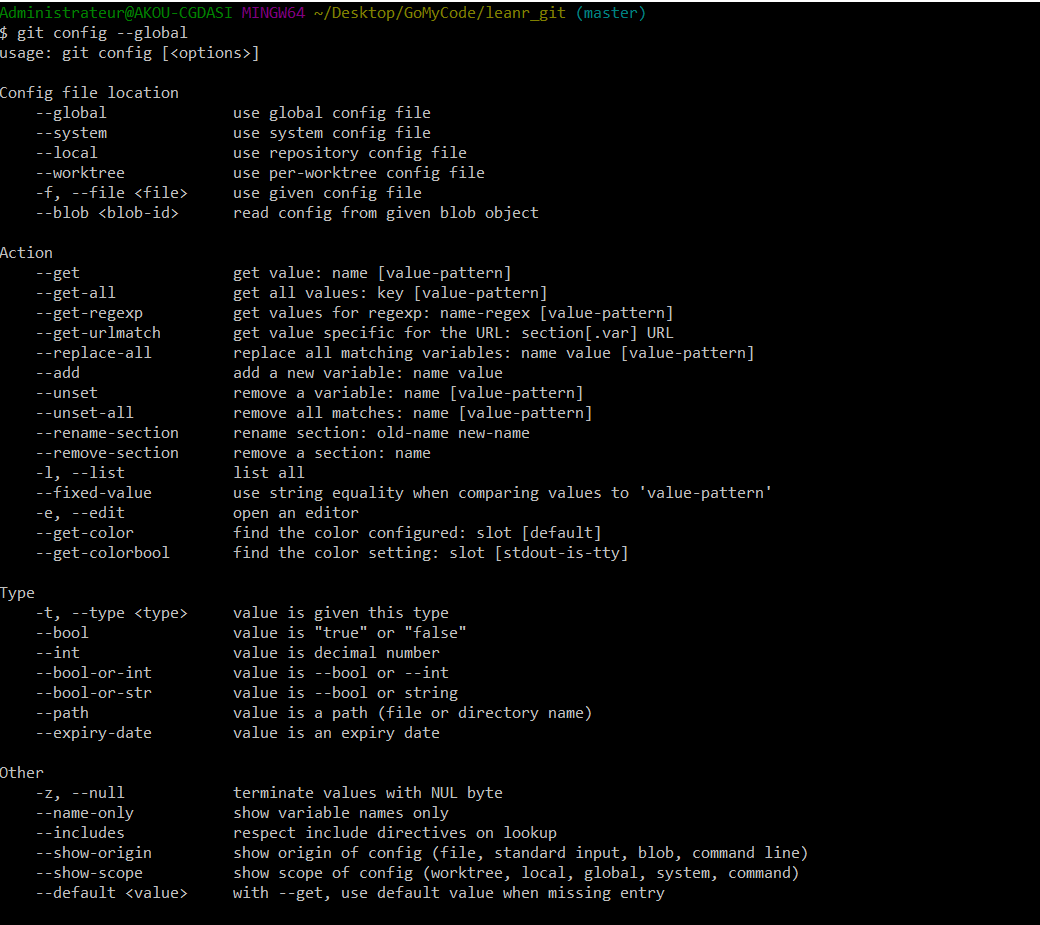 Administrateur@AKOU-CGDASI MINGW64 ~/Desktop/GoMyCode/leanr_git (master)
$ git config --global
usage: git config [<options>]

Config file location
    --global              use global config file
    --system              use system config file
    --local               use repository config file
    --worktree            use per-worktree config file
    -f, --file <file>     use given config file
    --blob <blob-id>      read config from given blob object

Action
    --get                 get value: name [value-pattern]
    --get-all             get all values: key [value-pattern]
    --get-regexp          get values for regexp: name-regex [value-pattern]
    --get-urlmatch        get value specific for the URL: section[.var] URL
    --replace-all         replace all matching variables: name value [value-pattern]
    --add                 add a new variable: name value
    --unset               remove a variable: name [value-pattern]
    --unset-all           remove all matches: name [value-pattern]
    --rename-section      rename section: old-name new-name
    --remove-section      remove a section: name
    -l, --list            list all
    --fixed-value         use string equality when comparing values to 'value-pattern'
    -e, --edit            open an editor
    --get-color           find the color configured: slot [default]
    --get-colorbool       find the color setting: slot [stdout-is-tty]

Type
    -t, --type <type>     value is given this type
    --bool                value is "true" or "false"
    --int                 value is decimal number
    --bool-or-int         value is --bool or --int
    --bool-or-str         value is --bool or string
    --path                value is a path (file or directory name)
    --expiry-date         value is an expiry date

Other
    -z, --null            terminate values with NUL byte
    --name-only           show variable names only
    --includes            respect include directives on lookup
    --show-origin         show origin of config (file, standard input, blob, command line)
    --show-scope          show scope of config (worktree, local, global, system, command)
    --default <value>     with --get, use default value when missing entry